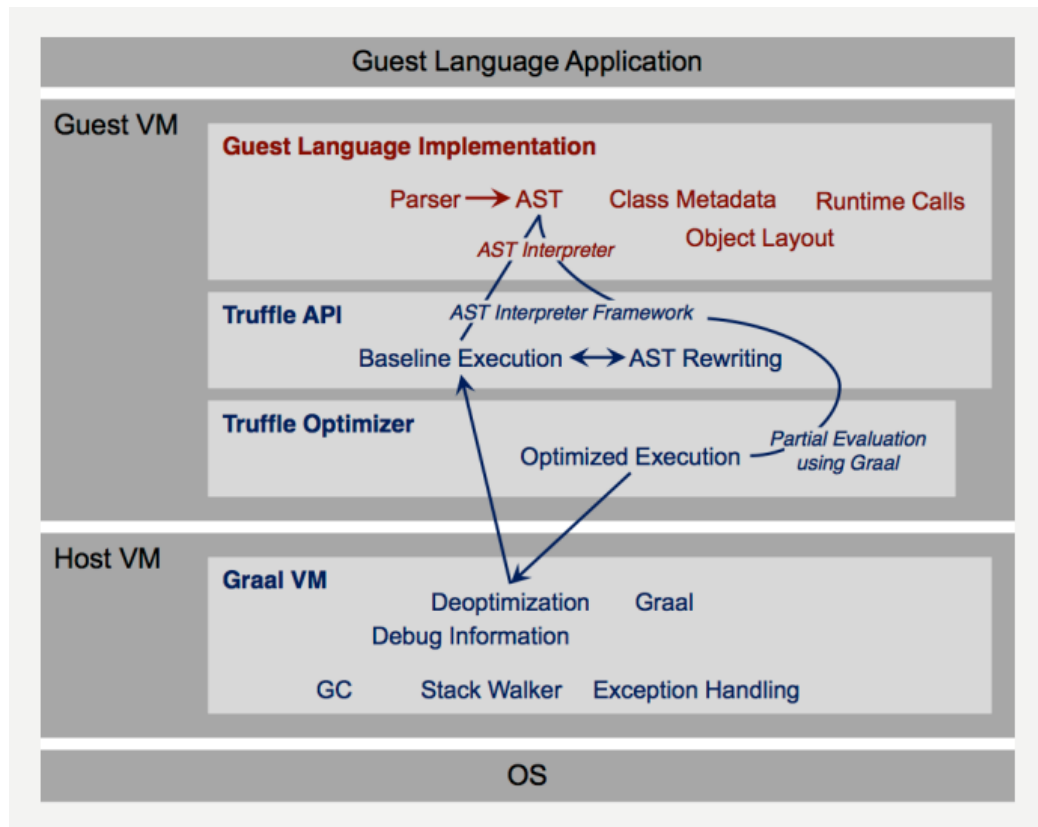 Guest Language Application
Guest VM
Guest Language Implementation
Parser AST Class Metadata Runtime Calls
Object Layout
AST Interpreter
Truffle API
AST Interpreter Framework
Baseline Execution AST Rewriting
Truffle Optimizer
Optimized Execution
Partial Evaluation
using Graal
Host VM
Graal VM
Deoptimization Graal
Debug Information
GC Stack Walker Exception Handling
OS